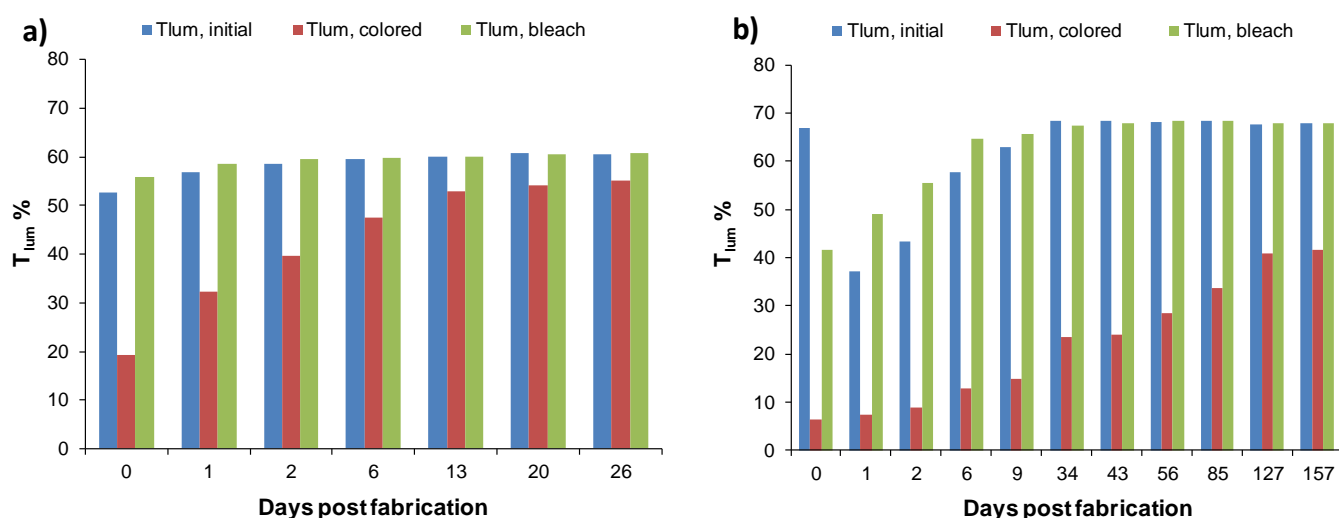 a)
Tlum, initial Tlum, colored Tlum, bleach
80
70
60
50
40
30
20
10
0
Tlum %
0 1 2 6 13 20 26
Days post fabrication
b)
Tlum, initial Tlum, colored Tlum, bleach
80
70
60
50
40
30
20
10
0
Tlum %
0 1 2 6 9 34 43 56 85 127 157
Days post fabrication